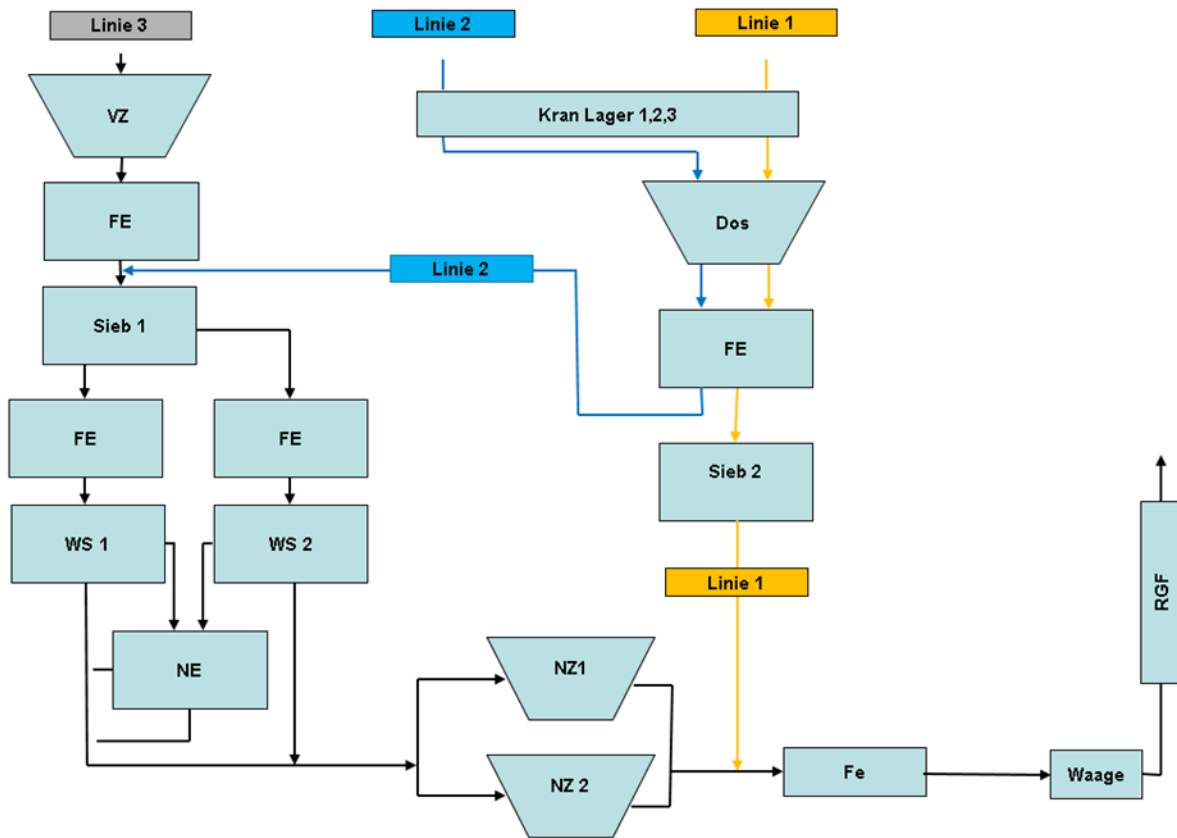 Linie 3
Linie 2
Linie 1
VZ
Kran Lager 1,2,3
FE
Dos
Linie 2
Sieb 1
FE
FE
FE
Sieb 2
WS 1
WS 2
Linie 1
RGF
NE
NZ1
NZ 2
Fe
Waage